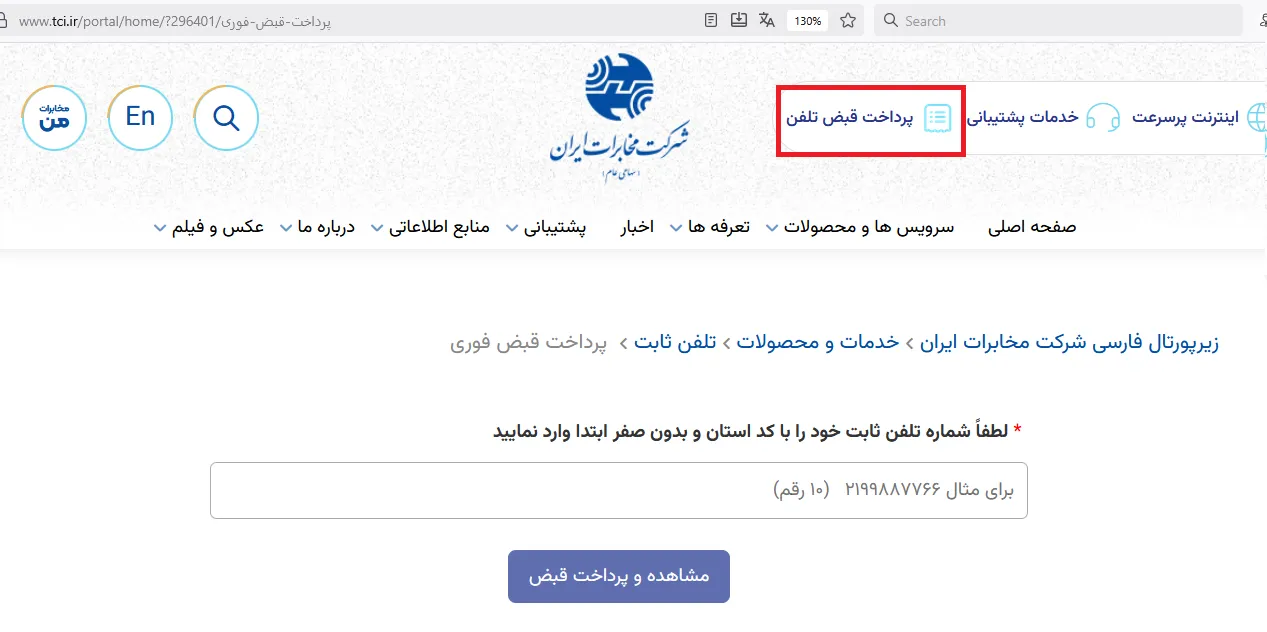 www.tci.ir/portal/home/?296401/پرداخت-قبض-فوری
130%
Search
مخابرات
من
En
شرکت مخابرات ایران
(سهامی عام)
پرداخت قبض تلفن
خدمات پشتیبانی
اینترنت پرسرعت
صفحه اصلی
سرویس ها و محصولات
تعرفه ها
اخبار
پشتیبانی
منابع اطلاعاتی
درباره ما
عکس و فیلم
زیرپورتال فارسی شرکت مخابرات ایران › خدمات و محصولات › تلفن ثابت › پرداخت قبض فوری
* لطفاً شماره تلفن ثابت خود را با کد استان و بدون صفر ابتدا وارد نمایید
برای مثال ۲۱۹۹۸۸۷۷۶۶ (۱۰ رقم)
مشاهده و پرداخت قبض